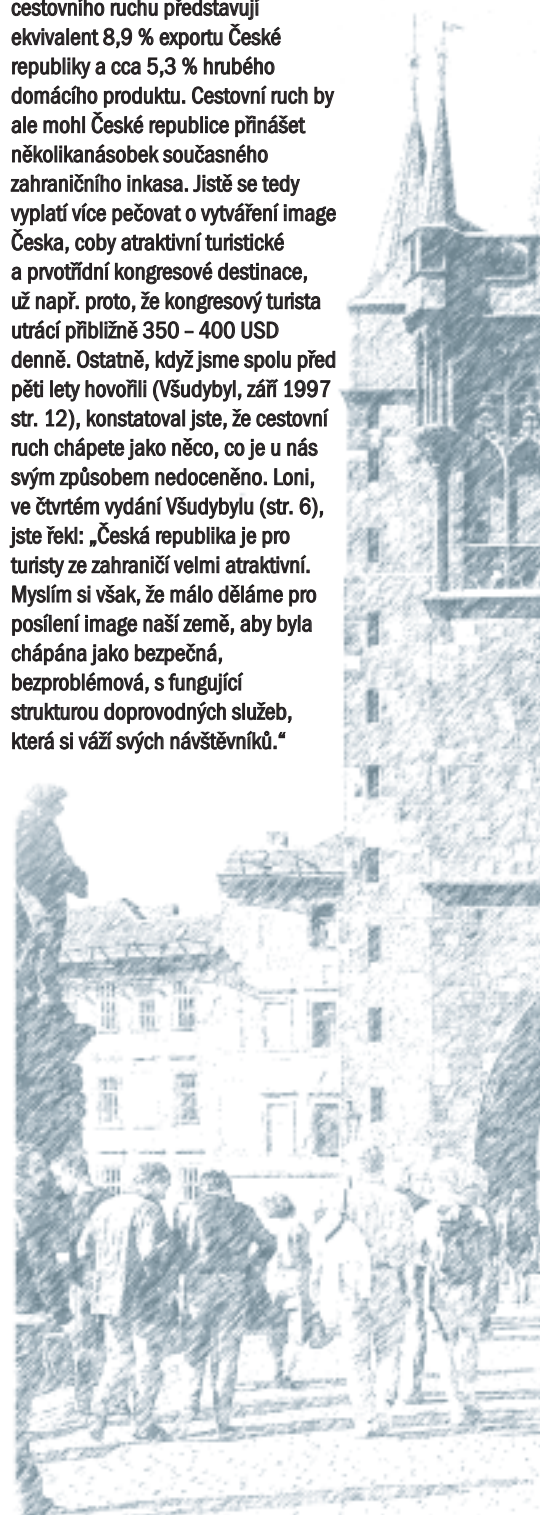 cestovního ruchu představují
ekvivalent 8,9 % exportu České
republiky a cca 5,3 % hrubého
domácího produktu. Cestovní ruch by
ale mohl České republice přinášet
několikanásobek současného
zahraničního inkasa. Jistě se tedy
vyplatí více pečovat o vytváření image
Česka, coby atraktivní turistické
a prvotřídní kongresové destinace,
už např. proto, že kongresový turista
utrácí přibližně 350 – 400 USD
denně. Ostatně, když jsme spolu před
pěti lety hovořili (Všudybyl, září 1997
str. 12), konstatoval jste, že cestovní
ruch chápete jako něco, co je u nás
svým způsobem nedoceněno. Loni,
ve čtvrtém vydání Všudybylu (str. 6),
jste řekl: „Česká republika je pro
turisty ze zahraničí velmi atraktivní.
Myslím si však, že málo děláme pro
posílení image naší země, aby byla
chápána jako bezpečná,
bezproblémová, s fungující
strukturou doprovodných služeb,
která si váží svých návštěvníků.“